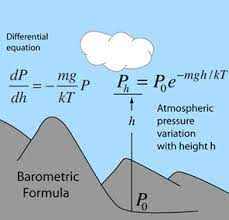 Differential
equation
dP/dh = -mg/kT P
P_h = P_0 e^{-mgh/kT}
h
Atmospheric
pressure
variation
with height h
Barometric
Formula
P_0